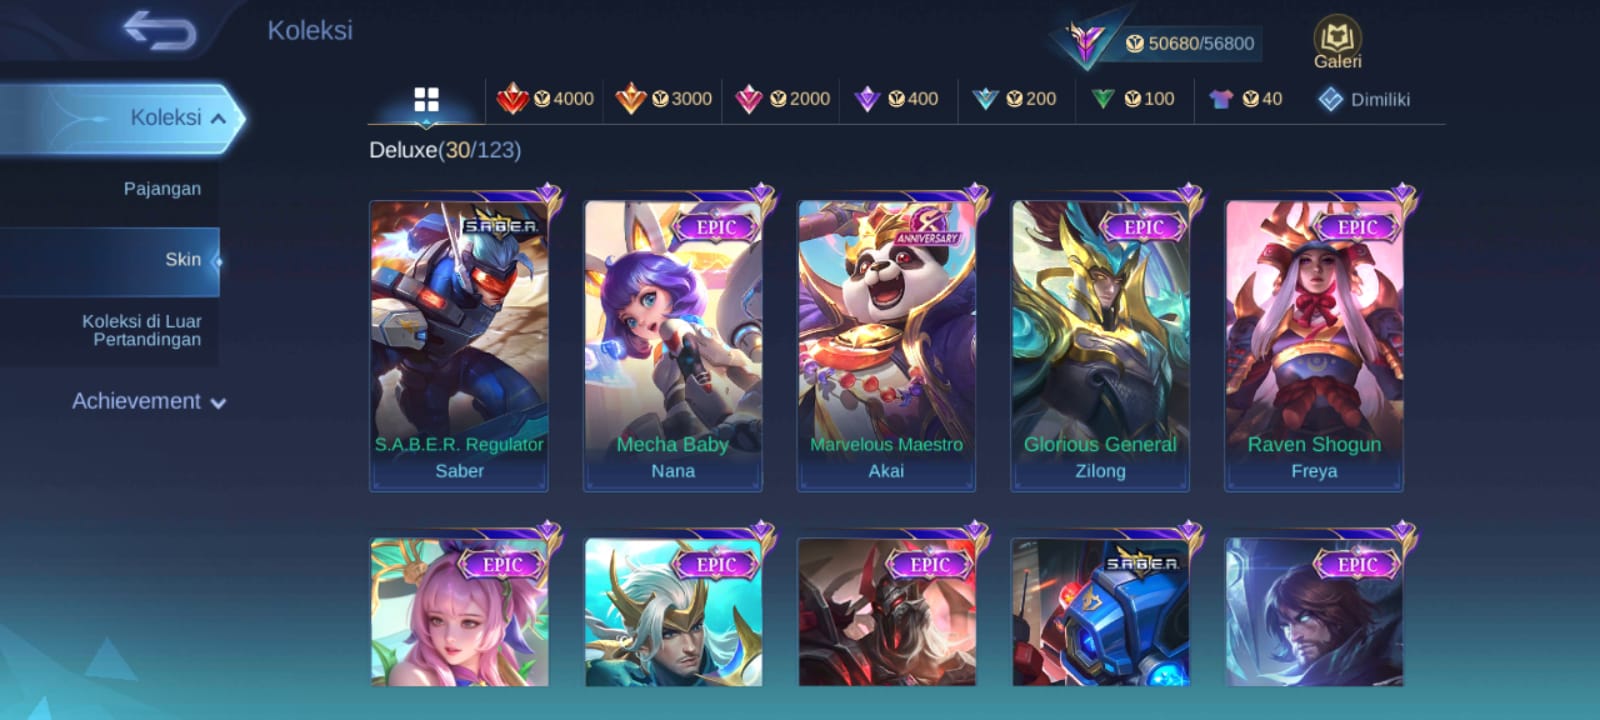 Koleksi
50680/56800
Galeri
Koleksi
4000
3000
2000
400
200
100
40
Dimiliki
Deluxe(30/123)
Pajangan
Skin
Koleksi di Luar
Pertandingan
Achievement
S.A.B.E.R.
EPIC
ANNIVERSARY
EPIC
EPIC
S.A.B.E.R. Regulator
Mecha Baby
Marvelous Maestro
Glorious General
Raven Shogun
Saber
Nana
Akai
Zilong
Freya
EPIC
EPIC
EPIC
S.A.B.E.R.
EPIC